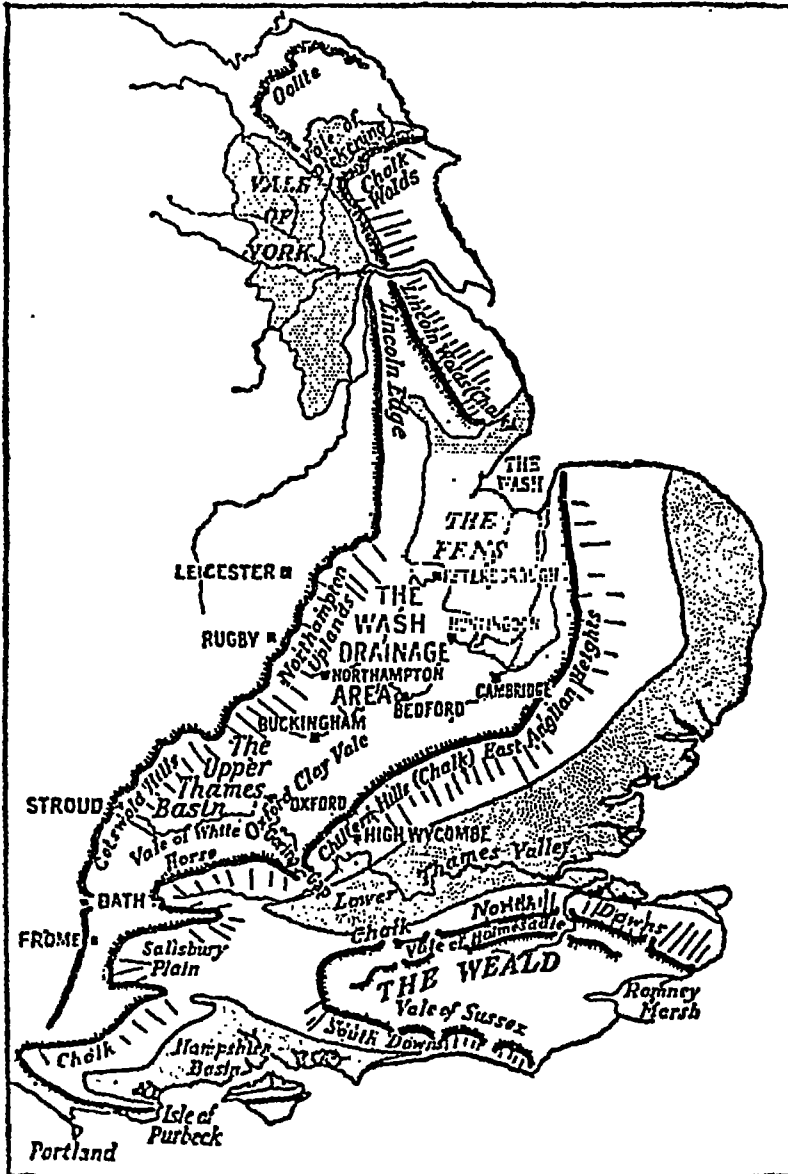 Oolite
Vale of
Pickering
Chalk
Wolds
VALE
OF
YORK
Lincoln Edge
Lincoln Wolds (Chalk)
THE
WASH
THE
FENS
LEICESTER
PETERBOROUGH
Northampton
Uplands
THE
WASH
DRAINAGE
AREA
HUNTINGDON
RUGBY
NORTHAMPTON
CAMBRIDGE
BEDFORD
BUCKINGHAM
East Anglian Heights
The
Upper
Thames
Basin
Oxford Clay Vale
Cotswold Hills
STROUD
OXFORD
Chiltern Hills (Chalk)
Vale of White
Horse
Goring Gap
HIGH WYCOMBE
Lower Thames Valley
BATH
FROME
Salisbury
Plain
Chalk
North
Downs
Vale of Holmesdale
THE WEALD
Vale of Sussex
Romney
Marsh
South Downs
Chalk
Hampshire
Basin
Isle of
Purbeck
Portland